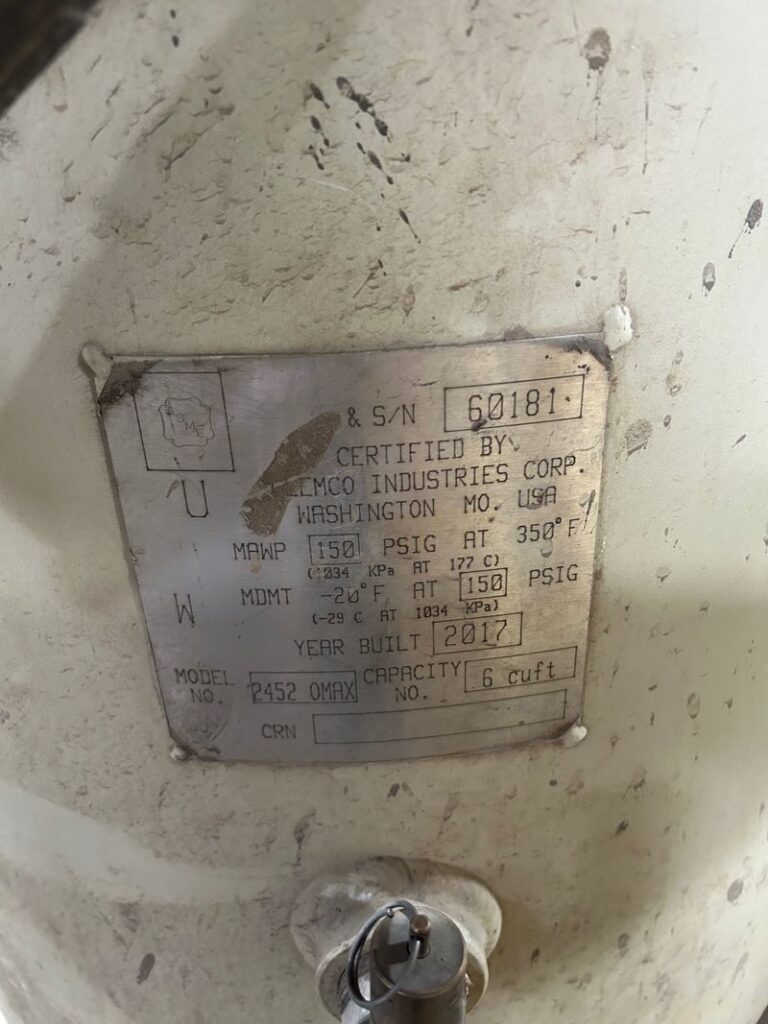 & S/N 60181
CERTIFIED BY
INDUSTRIES CORP.
U
WASHINGTON MO. USA
MAWP 150 PSIG AT 350°F
(1034 KPa AT 177 C)
W
MDMT -20°F AT 150 PSIG
(-29 C AT 1034 KPa)
YEAR BUILT 2017
MODEL NO. 2452 OMAX CAPACITY NO. 6 cuft
CRN